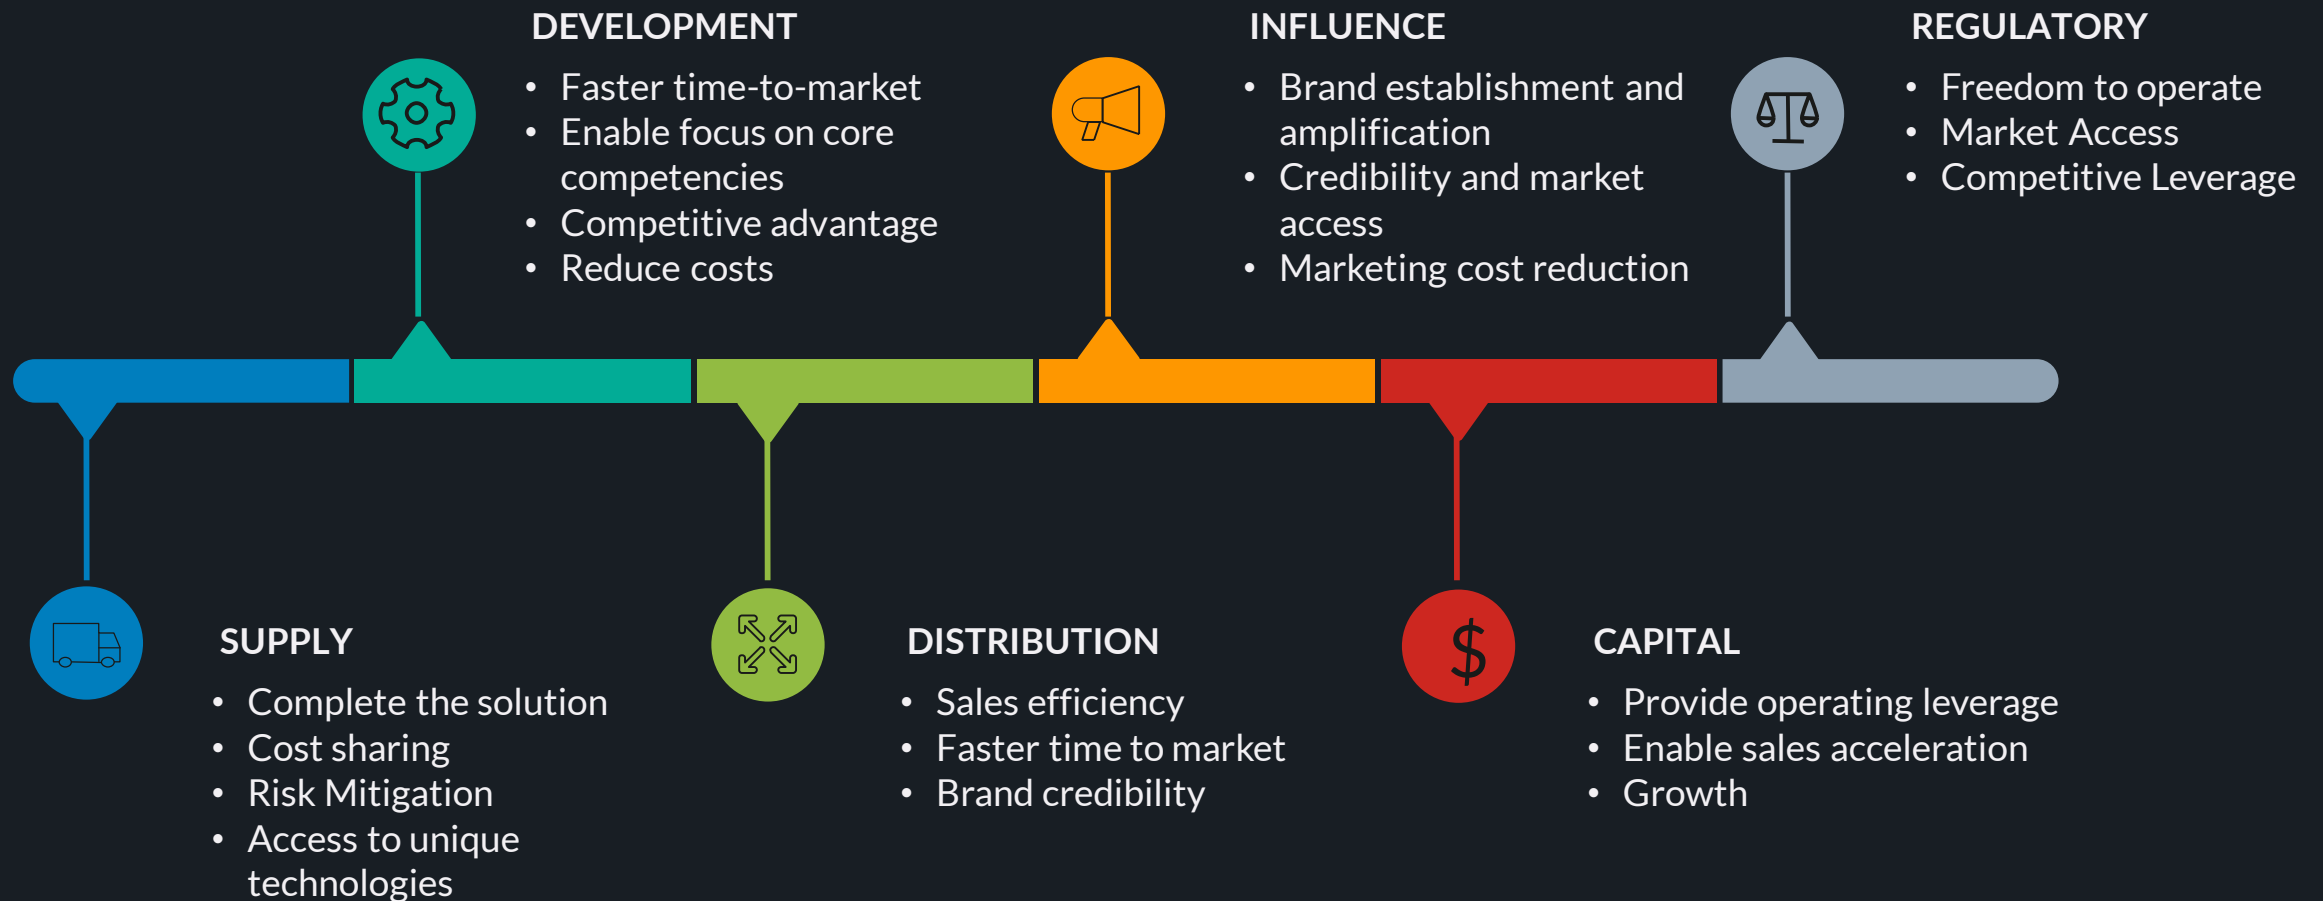 DEVELOPMENT
• Faster time-to-market
• Enable focus on core
competencies
• Competitive advantage
• Reduce costs
INFLUENCE
• Brand establishment and
amplification
• Credibility and market
access
• Marketing cost reduction
REGULATORY
• Freedom to operate
• Market Access
• Competitive Leverage
SUPPLY
• Complete the solution
• Cost sharing
• Risk Mitigation
• Access to unique
technologies
DISTRIBUTION
• Sales efficiency
• Faster time to market
• Brand credibility
$
CAPITAL
• Provide operating leverage
• Enable sales acceleration
• Growth